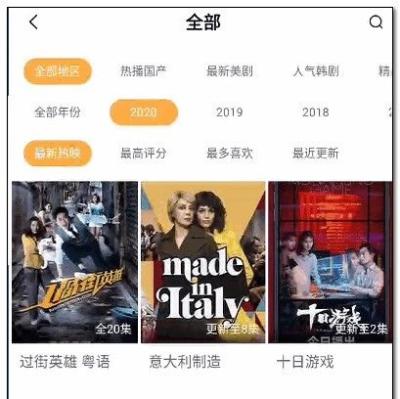 全部
全部地区 热播国产 最新美剧 人气韩剧 精
全部年份 2020 2019 2018 2
最新热映 最高评分 最多喜欢 最近更新
过街英雄
made
in
Italy
十日游戏
今日播出
全20集 更新至8集 更新至2集
过街英雄 粤语 意大利制造 十日游戏